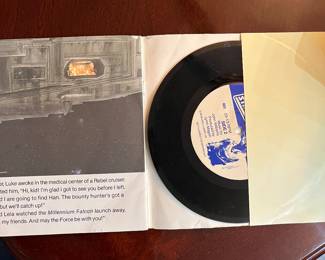 er, Luke awoke in the medical center of a Rebel cruiser.
ted him, "Hi, kid! I'm glad I got to see you before I left.
d I are going to find Han. The bounty hunter's got a
but we'll catch up!"
d Leia watched the Millennium Falcon launch away.
my friends. And may the Force be with you!"